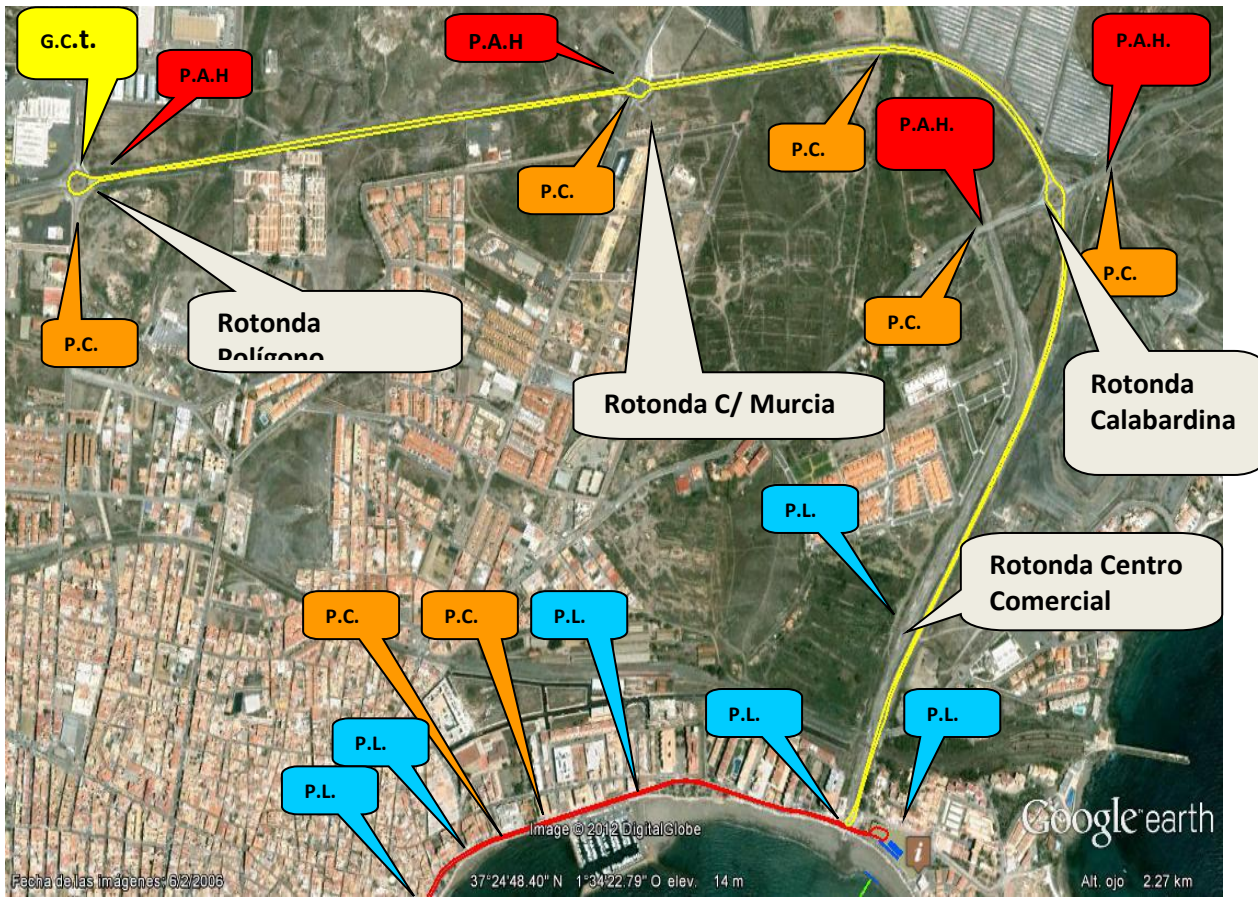 G.C.t.
P.A.H
P.A.H
P.A.H.
P.C.
P.A.H.
P.C.
P.C.
P.C.
P.C.
Rotonda
Polígono
Rotonda C/ Murcia
Rotonda
Calabardina
P.L.
Rotonda Centro
Comercial
P.C.
P.C.
P.L.
P.L.
P.L.
P.L.
P.L.
Image © 2012 DigitalGlobe
Google earth
i
Fecha de las imágenes: 6/2/2006
37°24'48.40" N 1°34'22.79" O elev. 14 m
Alt. ojo 2.27 km